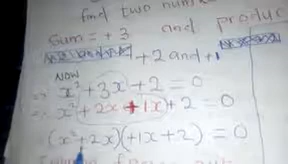 find two num
Sum = +3 and produc
+2 and +1
NOW
⇒ x² + 3x + 2 = 0
⇒ x² + 2x + 1x + 2 = 0
(x² + 2x)(+1x + 2) = 0